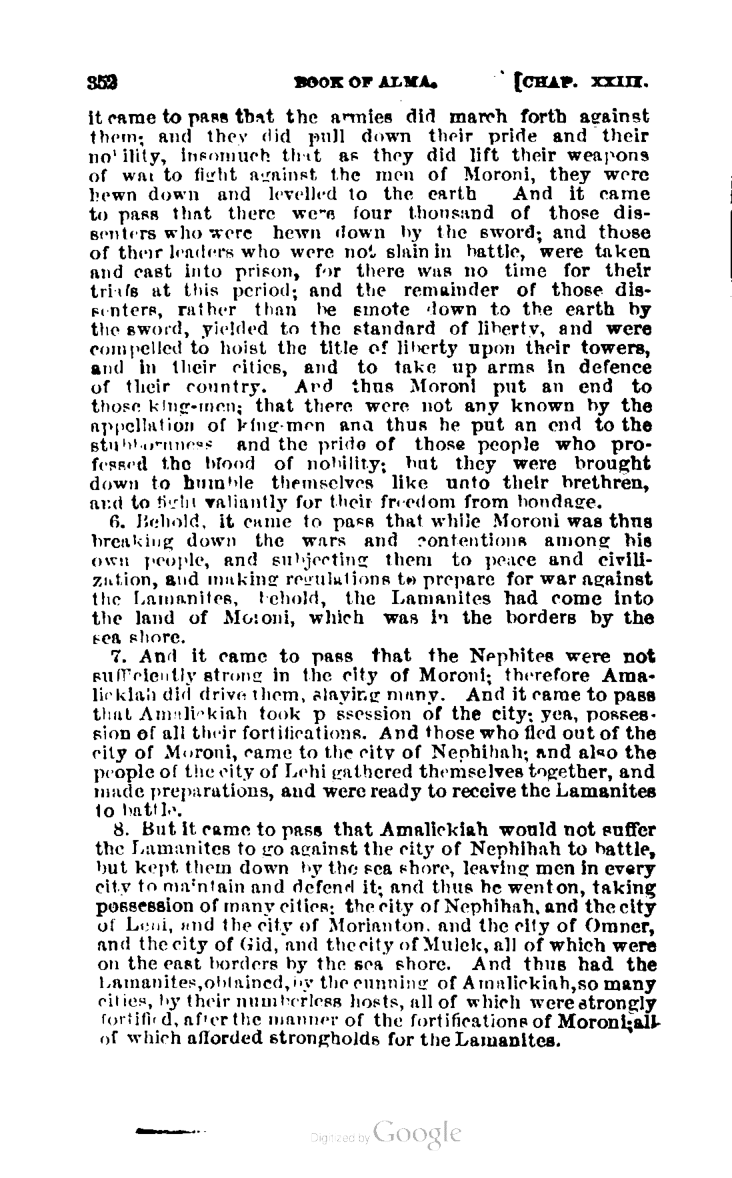 352 BOOK OF ALMA. [CHAP. XXIII.
it came to pass that the armies did march forth against
them; and they did pull down their pride and their
nobility, insomuch that as they did lift their weapons
of war to fight against the men of Moroni, they were
hewn down and levelled to the earth And it came
to pass that there were four thousand of those dis-
senters who were hewn down by the sword; and those
of their leaders who were not slain in battle, were taken
and cast into prison, for there was no time for their
trials at this period; and the remainder of those dis-
senters, rather than be smote down to the earth by
the sword, yielded to the standard of liberty, and were
compelled to hoist the title of liberty upon their towers,
and in their cities, and to take up arms in defence
of their country. And thus Moroni put an end to
those king-men; that there were not any known by the
appellation of king-men and thus he put an end to the
stubbornness and the pride of those people who pro-
fessed the blood of nobility; but they were brought
down to humble themselves like unto their brethren,
and to fight valiantly for their freedom from bondage.
6. Behold, it came to pass that while Moroni was thus
breaking down the wars and contentions among his
own people, and subjecting them to peace and civili-
zation, and making regulations to prepare for war against
the Lamanites, behold, the Lamanites had come into
the land of Moroni, which was in the borders by the
sea shore.
7. And it came to pass that the Nephites were not
sufficiently strong in the city of Moroni; therefore Ama-
lickiah did drive them, slaying many. And it came to pass
that Amalickiah took p ssession of the city; yea, posses-
sion of all their fortifications. And those who fled out of the
city of Moroni, came to the city of Nephihah; and also the
people of the city of Lehi gathered themselves together, and
made preparations, and were ready to receive the Lamanites
to battle.
8. But it came to pass that Amalickiah would not suffer
the Lamanites to go against the city of Nephihah to battle,
but kept them down by the sea shore, leaving men in every
city to maintain and defend it; and thus he went on, taking
possession of many cities; the city of Nephihah, and the city
of Lehi, and the city of Morianton, and the city of Omner,
and the city of Gid, and the city of Mulek, all of which were
on the east borders by the sea shore. And thus had the
Lamanites, obtained, by the cunning of Amalickiah, so many
cities, by their numberless hosts, all of which were strongly
fortified, after the manner of the fortifications of Moroni; all
of which afforded strongholds for the Lamanites.
Digitized by Google